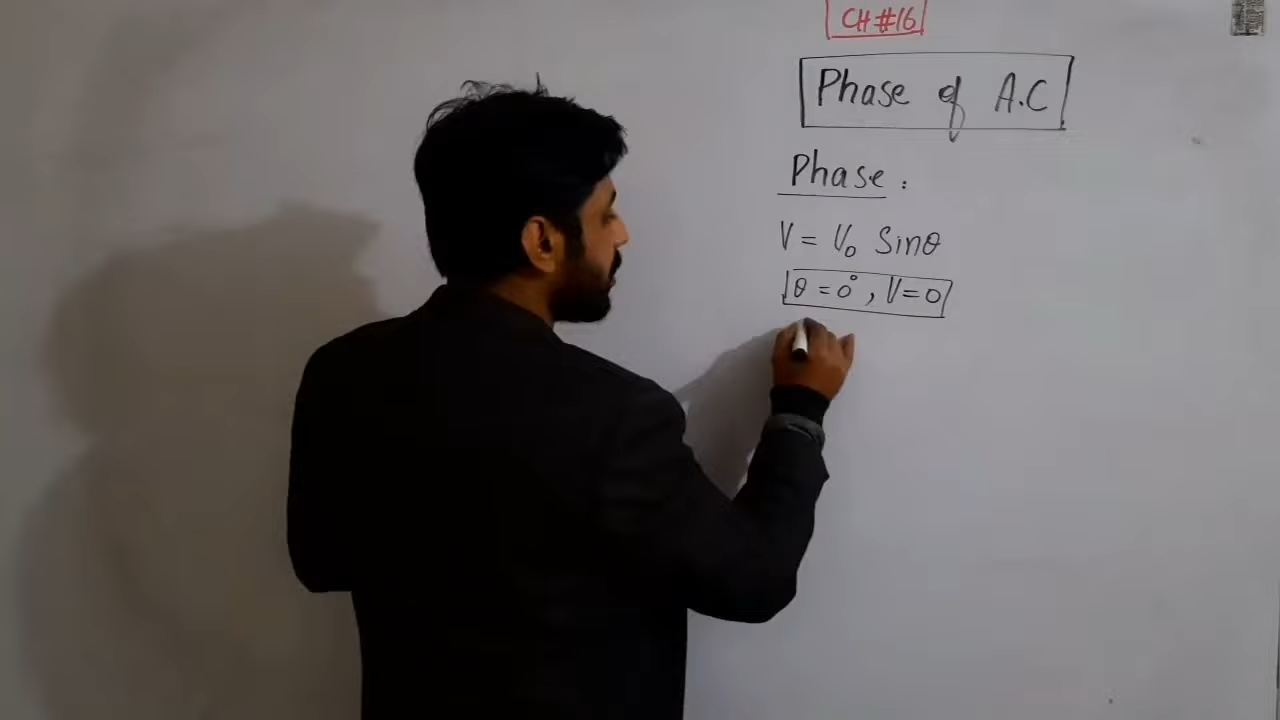 CH #16
Phase of A.C
Phase :
V = V₀ Sinθ
θ = 0°, V=0